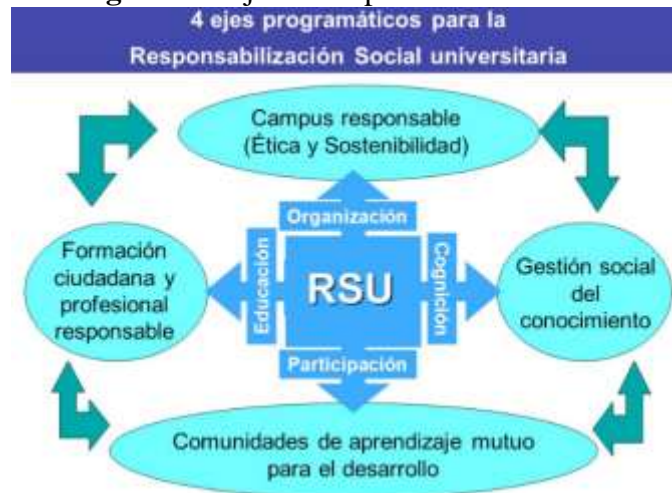 4 ejes programáticos para la
Responsabilización Social universitaria
Campus responsable
(Ética y Sostenibilidad)
Organización
Formación
ciudadana y
profesional
responsable
Educación
RSU
Cognición
Gestión social
del
conocimiento
Participación
Comunidades de aprendizaje mutuo
para el desarrollo